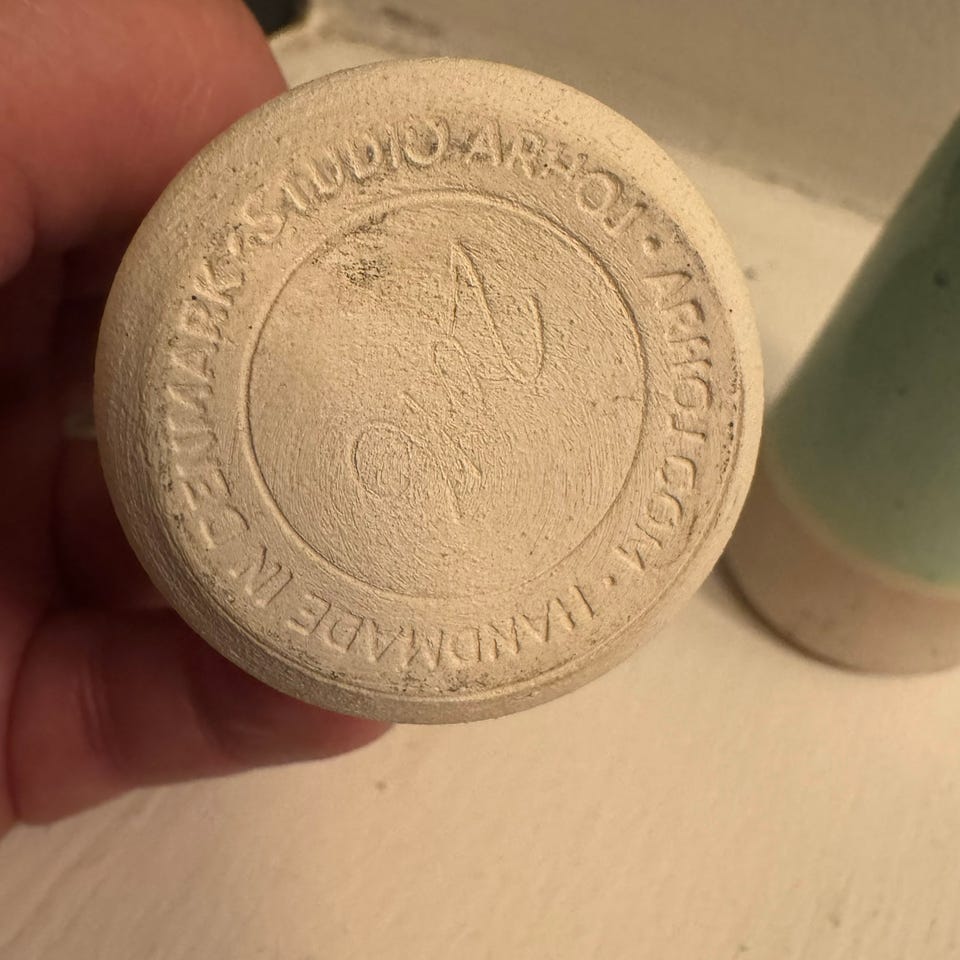 STUDIO ARHOJ • ARHOJ.COM • HANDMADE IN DENMARK •